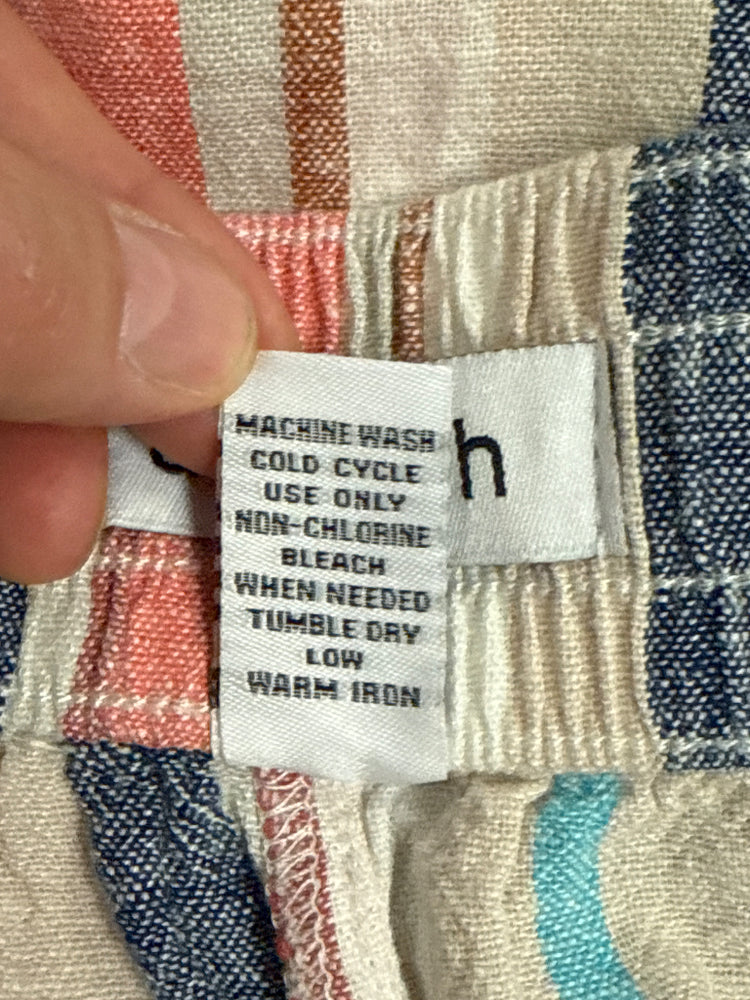 MACHINE WASH
COLD CYCLE
USE ONLY
NON-CHLORINE
BLEACH
WHEN NEEDED
TUMBLE DRY
LOW
WARM IRON
h